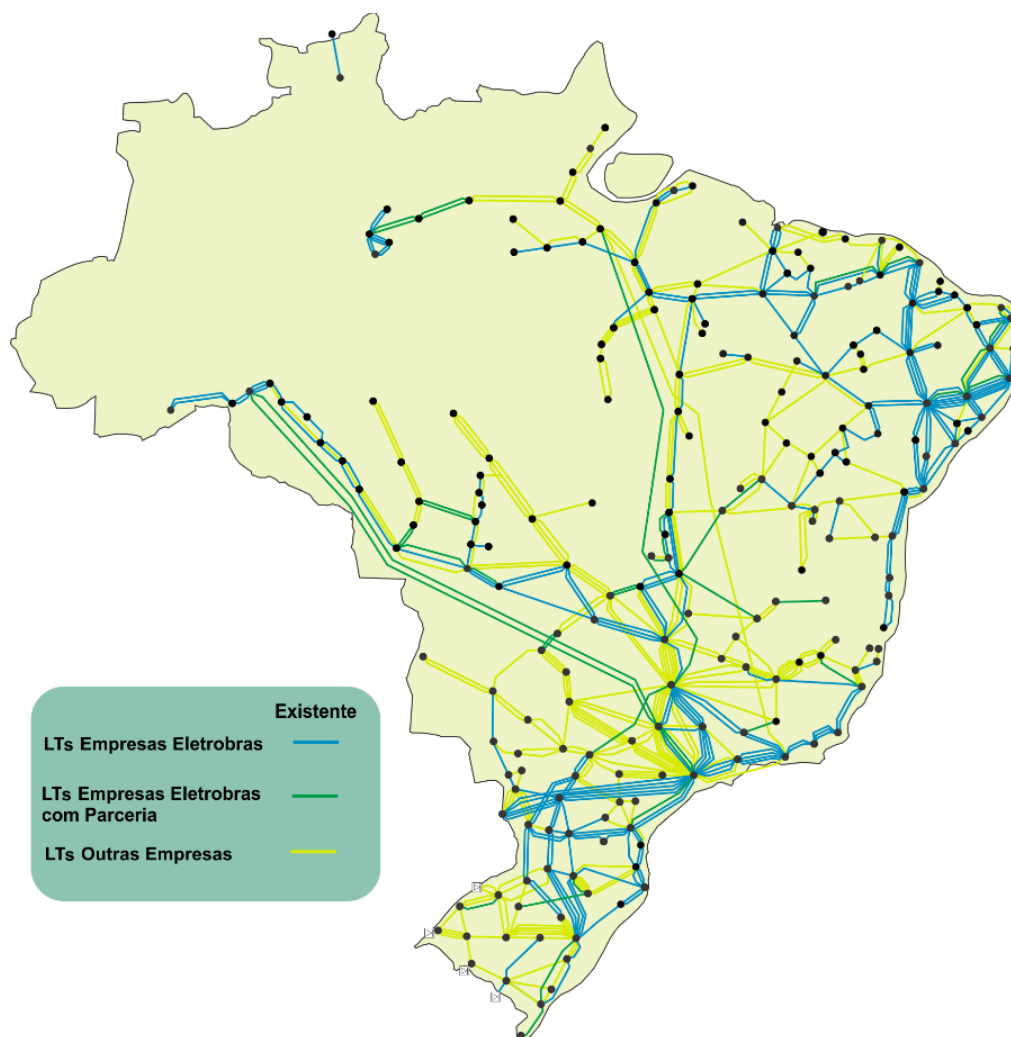 Existente
LTs Empresas Eletrobras
LTs Empresas Eletrobras
com Parceria
LTs Outras Empresas